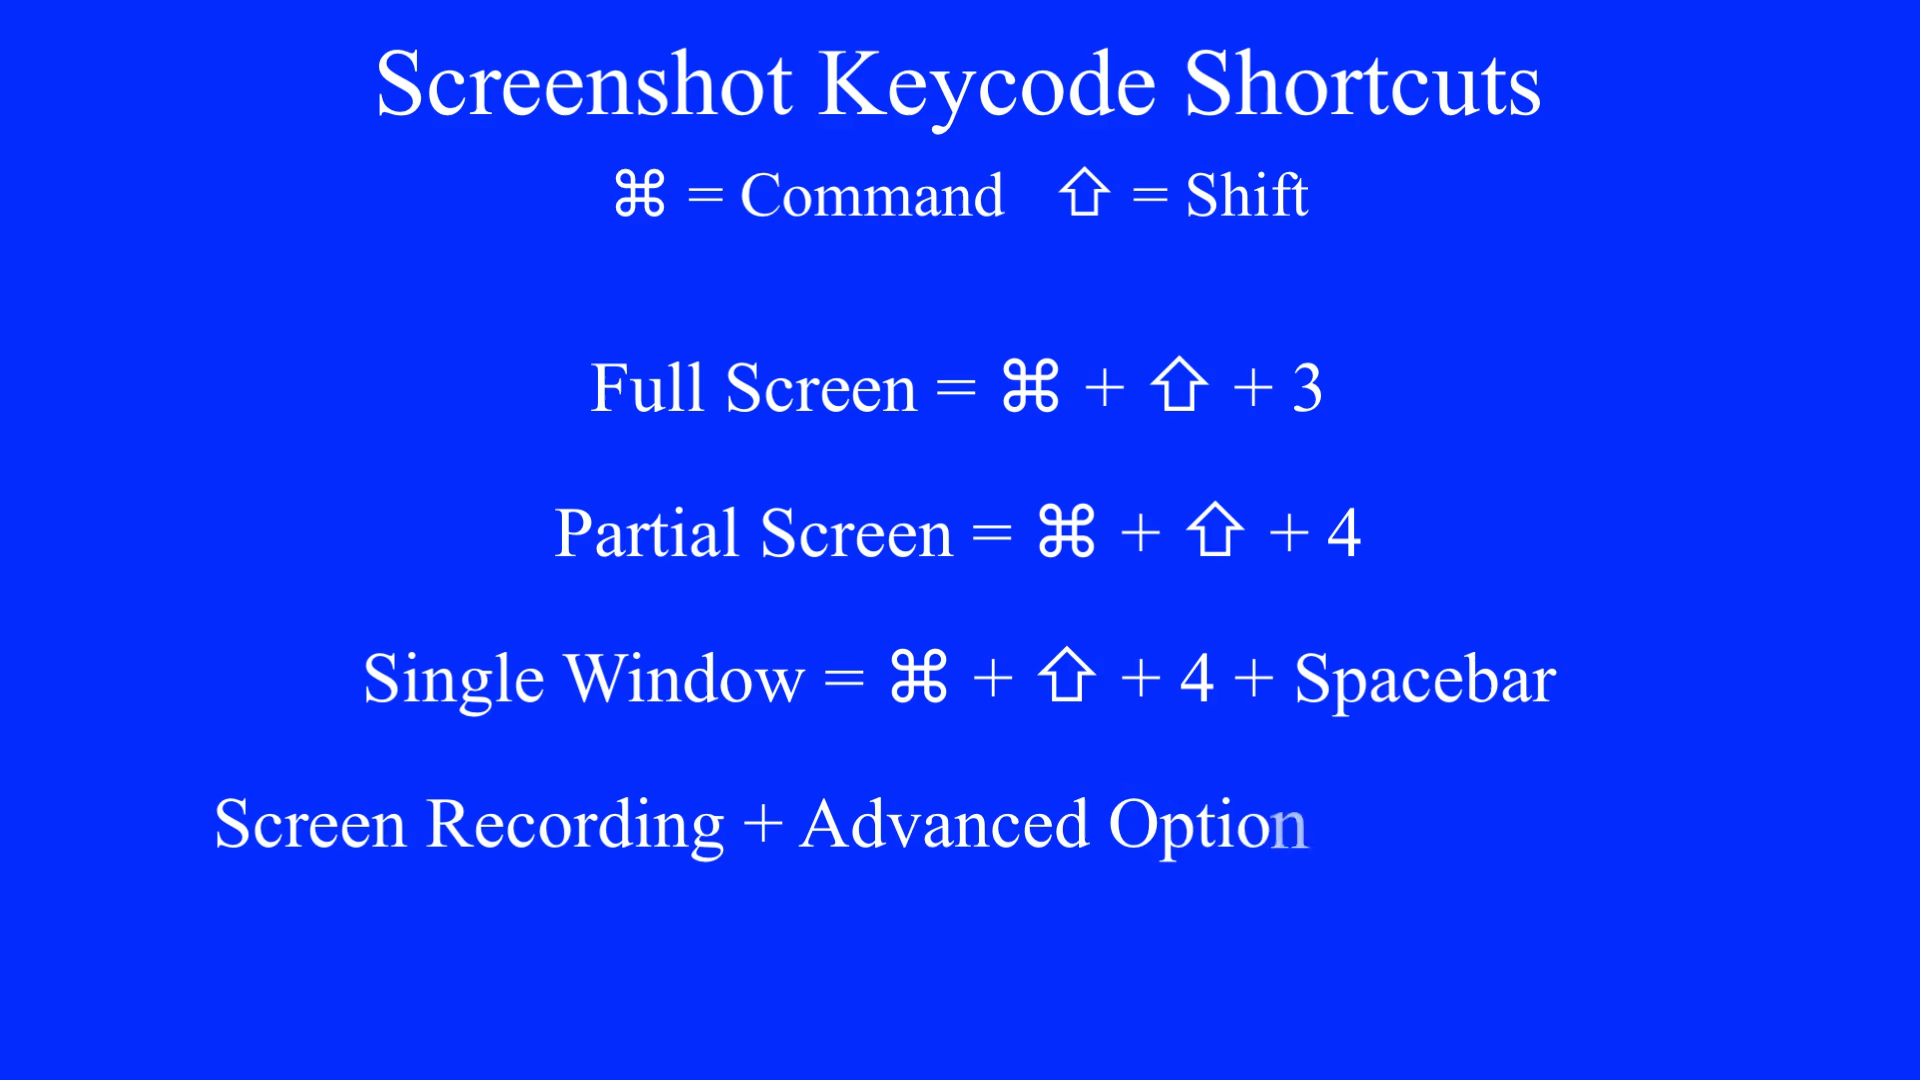 Screenshot Keycode Shortcuts
⌘ = Command ⇧ = Shift
Full Screen = ⌘ + ⇧ + 3
Partial Screen = ⌘ + ⇧ + 4
Single Window = ⌘ + ⇧ + 4 + Spacebar
Screen Recording + Advanced Option